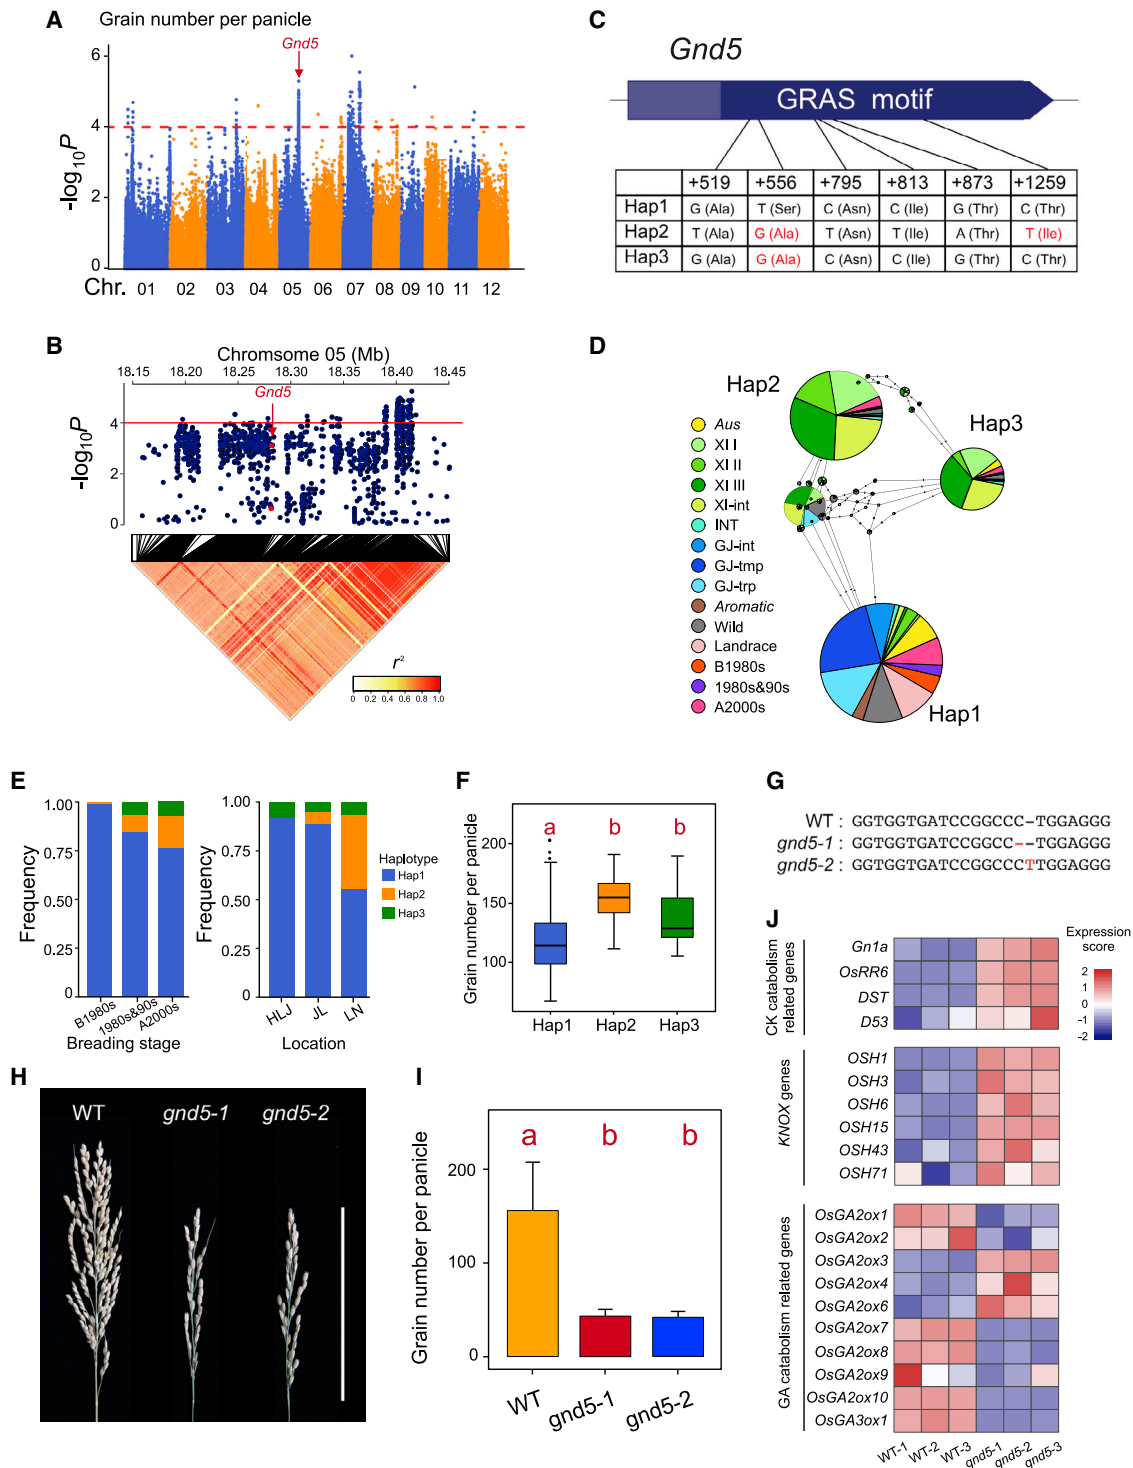 A
Grain number per panicle
Gnd5
6
4
2
0
-log10P
Chr. 01 02 03 04 05 06 07 08 09 10 11 12
B
Chromsome 05 (Mb)
18.15 18.20 18.25 18.30 18.35 18.40 18.45
Gnd5
4
2
0
-log10P
r2
0 0.2 0.4 0.6 0.8 1.0
C
Gnd5
GRAS motif
+519 +556 +795 +813 +873 +1259
Hap1 G (Ala) T (Ser) C (Asn) C (Ile) G (Thr) C (Thr)
Hap2 T (Ala) G (Ala) T (Asn) T (Ile) A (Thr) T (Ile)
Hap3 G (Ala) G (Ala) C (Asn) C (Ile) G (Thr) C (Thr)
D
Hap2
Hap3
Hap1
Aus
XI I
XI II
XI III
XI-int
INT
GJ-int
GJ-tmp
GJ-trp
Aromatic
Wild
Landrace
B1980s
1980s&90s
A2000s
E
Frequency
1.00
0.75
0.50
0.25
0
B1980s 1980s&90s A2000s
Breading stage
Frequency
1.00
0.75
0.50
0.25
0
HLJ JL LN
Location
Haplotype
Hap1
Hap2
Hap3
F
Grain number per panicle
200
150
100
a b b
Hap1 Hap2 Hap3
G
WT : GGTGGTGATCCGGCCC-TGGAGGG
gnd5-1 : GGTGGTGATCCGGCC--TGGAGGG
gnd5-2 : GGTGGTGATCCGGCCCTTGGAGGG
H
WT gnd5-1 gnd5-2
I
Grain number per panicle
200
100
0
a b b
WT gnd5-1 gnd5-2
J
Expression
score
2
1
0
-1
-2
CK catabolism
related genes
Gn1a
OsRR6
DST
D53
KNOX genes
OSH1
OSH3
OSH6
OSH15
OSH43
OSH71
GA catabolism related genes
OsGA2ox1
OsGA2ox2
OsGA2ox3
OsGA2ox4
OsGA2ox6
OsGA2ox7
OsGA2ox8
OsGA2ox9
OsGA2ox10
OsGA3ox1
WT-1 WT-2 WT-3 gnd5-1 gnd5-2 gnd5-3